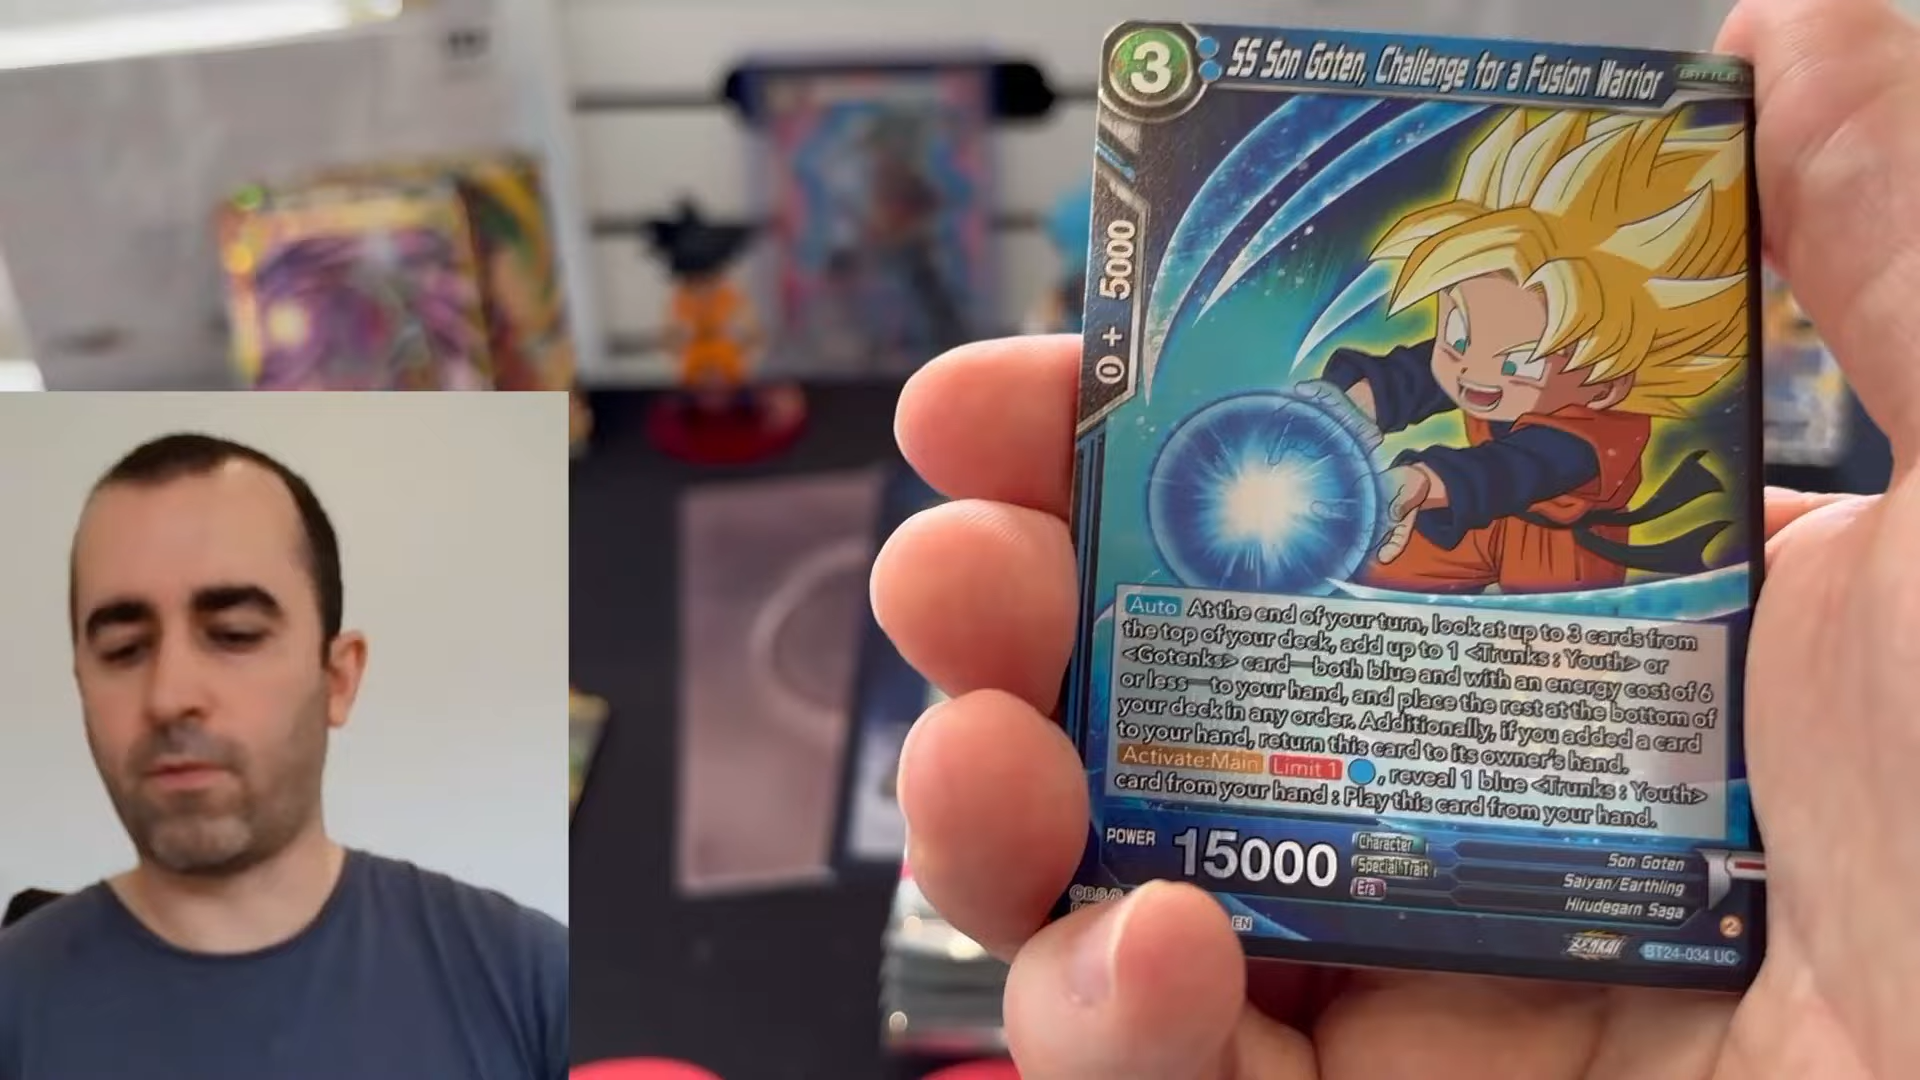 3
SS Son Goten, Challenge for a Fusion Warrior
BATTLE
0 + 5000
Auto At the end of your turn, look at up to 3 cards from
the top of your deck, add up to 1 <Trunks : Youth> or
<Gotenks> card—both blue and with an energy cost of 6
or less—to your hand, and place the rest at the bottom of
your deck in any order. Additionally, if you added a card
to your hand, return this card to its owner's hand.
Activate:Main Limit 1 , reveal 1 blue <Trunks : Youth>
card from your hand : Play this card from your hand.
POWER 15000
Character Son Goten
Special Trait Saiyan/Earthling
Era Hirudegarn Saga
EN
2
ZENKAI BT24-034 UC